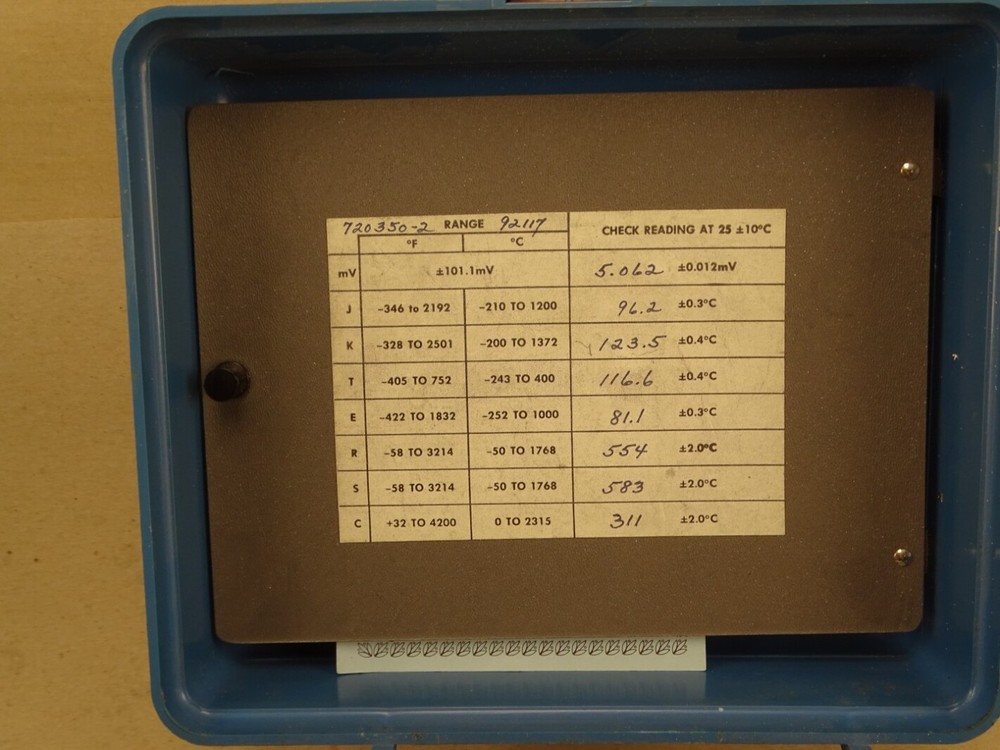 720350-2 RANGE 92117
CHECK READING AT 25 ±10°C
°F °C
mV ±101.1mV 5.062 ±0.012mV
J -346 to 2192 -210 TO 1200 96.2 ±0.3°C
K -328 TO 2501 -200 TO 1372 123.5 ±0.4°C
T -405 TO 752 -243 TO 400 116.6 ±0.4°C
E -422 TO 1832 -252 TO 1000 81.1 ±0.3°C
R -58 TO 3214 -50 TO 1768 554 ±2.0°C
S -58 TO 3214 -50 TO 1768 583 ±2.0°C
C +32 TO 4200 0 TO 2315 311 ±2.0°C